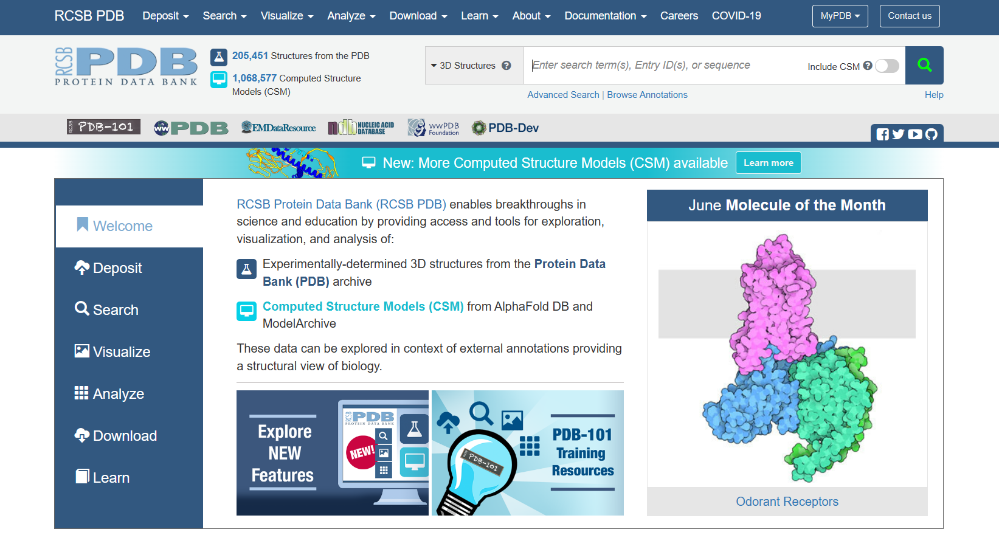 RCSB PDB Deposit Search Visualize Analyze Download Learn About Documentation Careers COVID-19 MyPDB Contact us
RCSB
PDB
PROTEIN DATA BANK
205,451 Structures from the PDB
1,068,577 Computed Structure
Models (CSM)
3D Structures
Enter search term(s), Entry ID(s), or sequence
Include CSM
Advanced Search | Browse Annotations
Help
RCSB PDB-101
wwPDB
EMDataResource
ndb NUCLEIC ACID
DATABASE
wwPDB
Foundation
PDB-Dev
New: More Computed Structure Models (CSM) available
Learn more
Welcome
Deposit
Search
Visualize
Analyze
Download
Learn
RCSB Protein Data Bank (RCSB PDB) enables breakthroughs in
science and education by providing access and tools for exploration,
visualization, and analysis of:
Experimentally-determined 3D structures from the Protein Data
Bank (PDB) archive
Computed Structure Models (CSM) from AlphaFold DB and
ModelArchive
These data can be explored in context of external annotations providing
a structural view of biology.
Explore
NEW
Features
RCSB
PDB
PROTEIN DATA BANK
NEW!
PDB-101
PDB-101
Training
Resources
June Molecule of the Month
Odorant Receptors